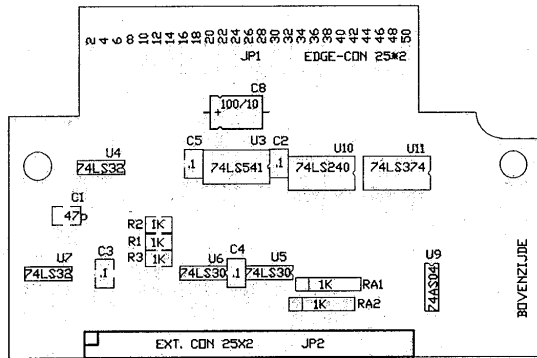 2 4 6 8 10 12 14 16 18 20 22 24 26 28 30 32 34 36 38 40 42 44 46 48 50
JP1 EDGE-CON 25*2
C8
100/10
+
C5 U3 C2 U10 U11
U4
.1 74LS541 .1 74LS240 74LS374
74LS32
C1
47
R2 1K
R1 1K
R3 1K
U7 C3 U6 C4 U5 U9
74LS32 .1 74LS30 .1 74LS30 74AS04
1K RA1
1K RA2
BOVENZIJDE
EXT. CON 25X2 JP2